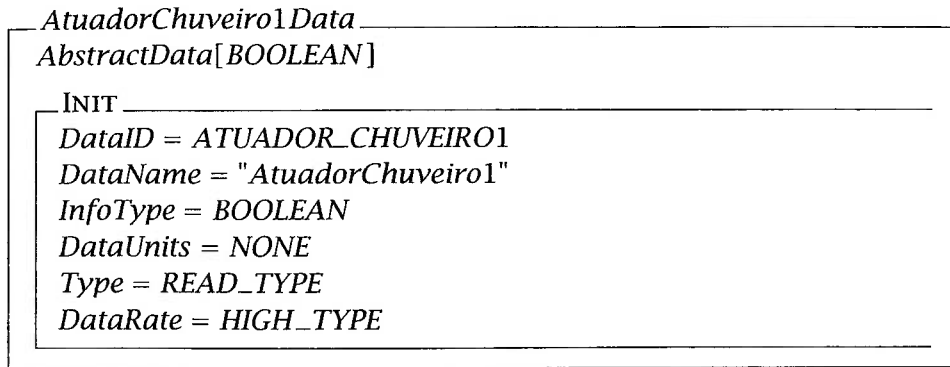 AtuadorChuveiro1Data
AbstractData[BOOLEAN]
INIT
DataID = ATUADOR_CHUVEIRO1
DataName = "AtuadorChuveiro1"
InfoType = BOOLEAN
DataUnits = NONE
Type = READ_TYPE
DataRate = HIGH_TYPE